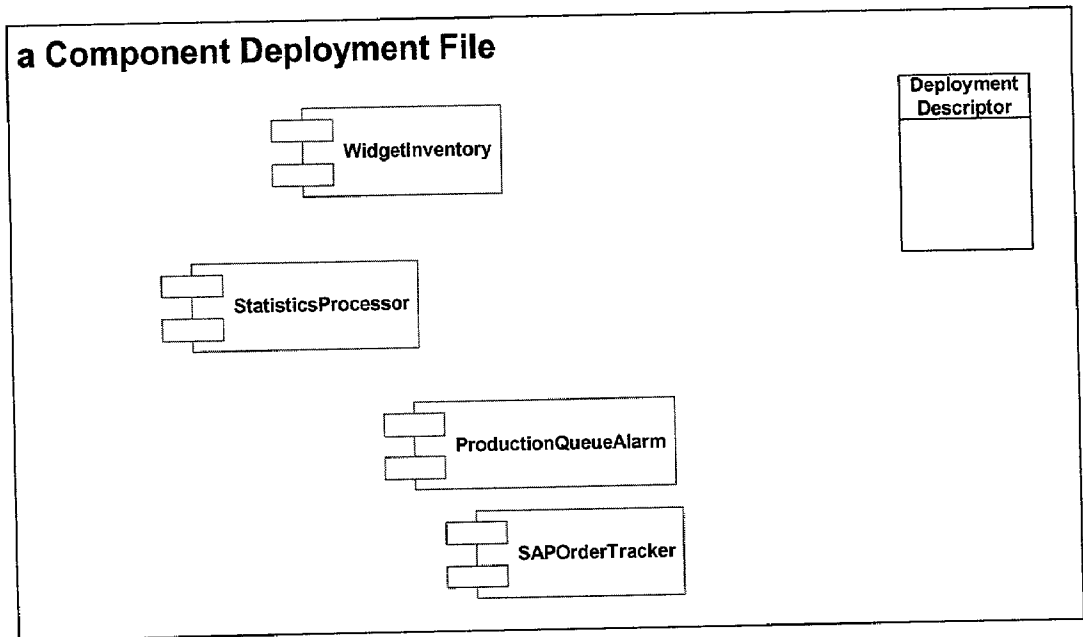 a Component Deployment File
Deployment
Descriptor
WidgetInventory
StatisticsProcessor
ProductionQueueAlarm
SAPOrderTracker